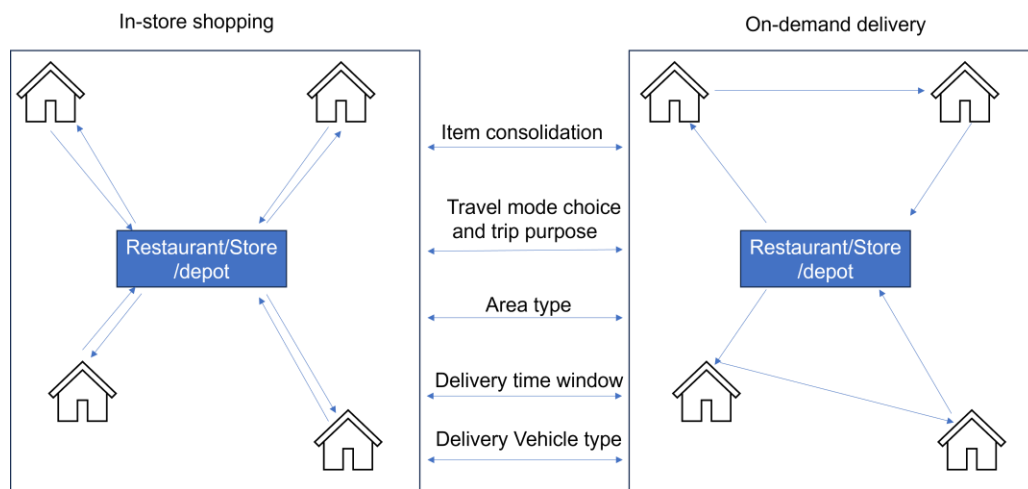 In-store shopping
On-demand delivery
Item consolidation
Travel mode choice
and trip purpose
Restaurant/Store
/depot
Restaurant/Store
/depot
Area type
Delivery time window
Delivery Vehicle type